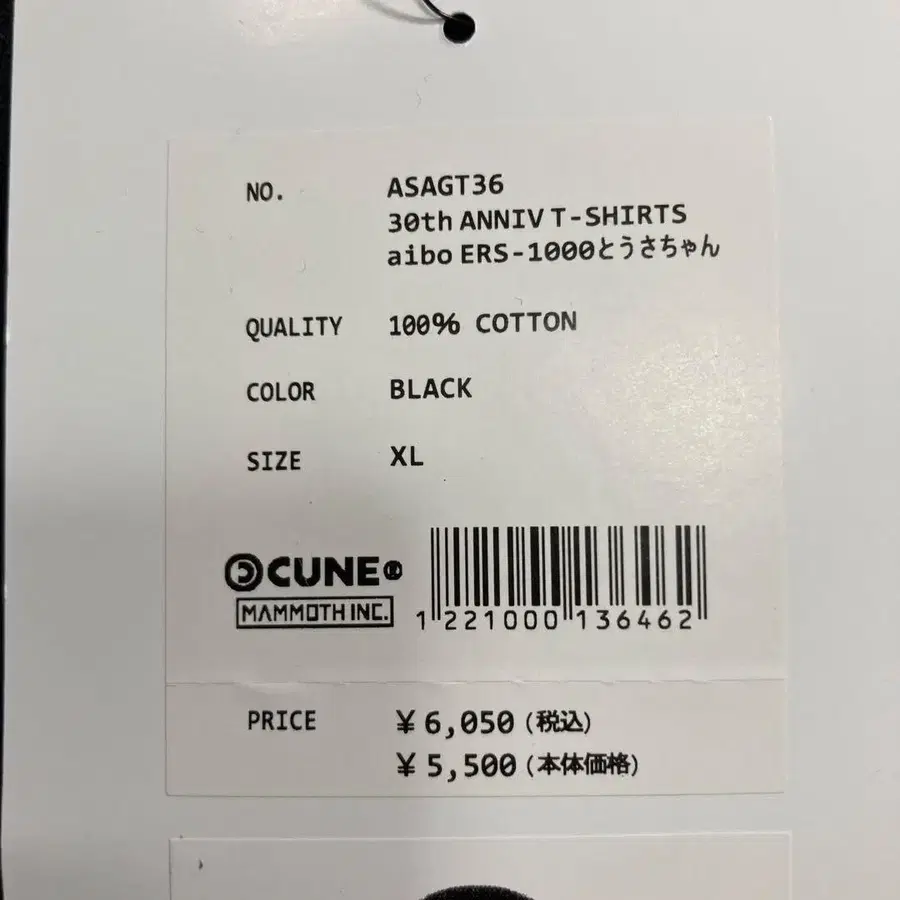 NO. ASAGT36
30th ANNIV T-SHIRTS
aibo ERS-1000とうさちゃん
QUALITY 100% COTTON
COLOR BLACK
SIZE XL
CUNE®
MAMMOTH INC.
1 221000 136462
PRICE ¥6,050 (税込)
¥5,500 (本体価格)